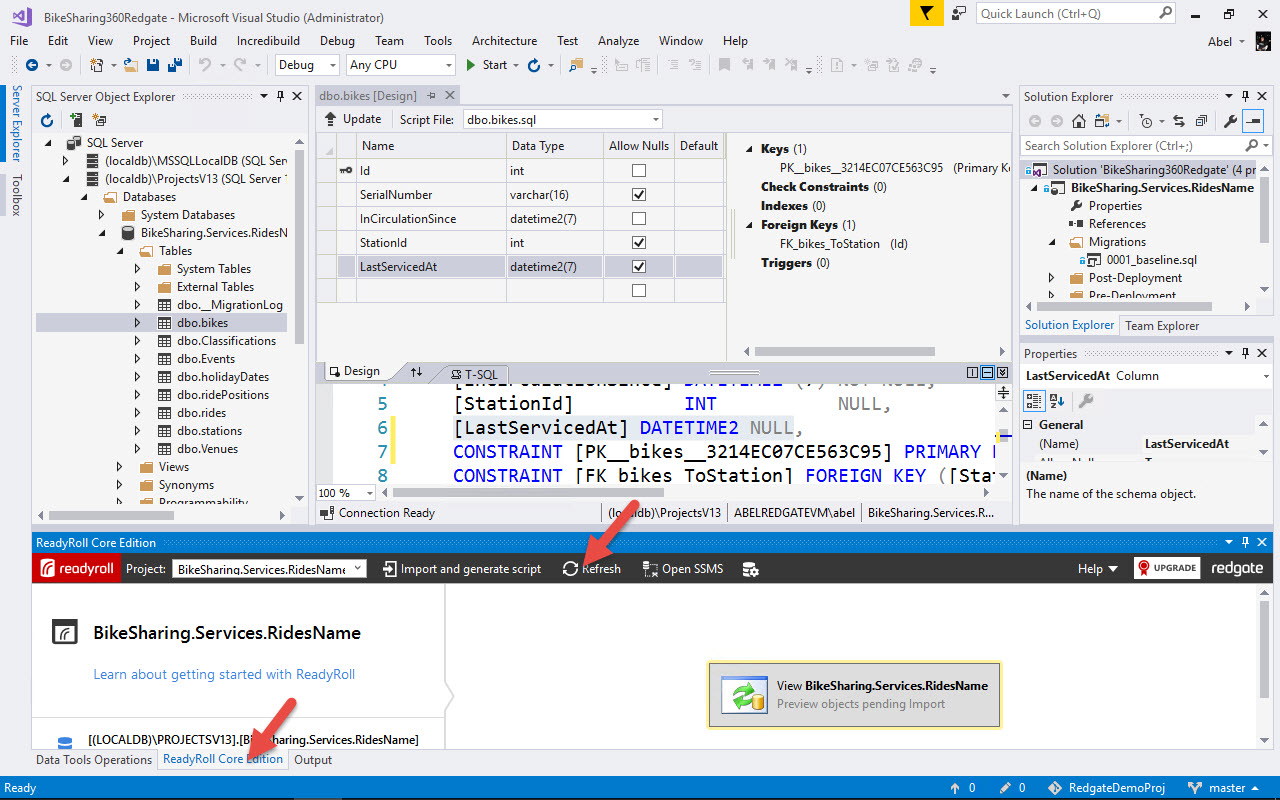 BikeSharing360Redgate - Microsoft Visual Studio (Administrator)
Quick Launch (Ctrl+Q)
File Edit View Project Build Incredibuild Debug Team Tools Architecture Test Analyze Window Help
Abel
Debug Any CPU Start
Server Explorer
Toolbox
SQL Server Object Explorer
SQL Server
(localdb)\MSSQLLocalDB (SQL Serv
(localdb)\ProjectsV13 (SQL Server
Databases
System Databases
BikeSharing.Services.RidesN
Tables
System Tables
External Tables
dbo.__MigrationLog
dbo.bikes
dbo.Classifications
dbo.Events
dbo.holidayDates
dbo.ridePositions
dbo.rides
dbo.stations
dbo.Venues
Views
Synonyms
Programmability
dbo.bikes [Design]
Update Script File: dbo.bikes.sql
Name Data Type Allow Nulls Default
Id int
SerialNumber varchar(16)
InCirculationSince datetime2(7)
StationId int
LastServicedAt datetime2(7)
Keys (1)
PK__bikes__3214EC07CE563C95 (Primary Ke
Check Constraints (0)
Indexes (0)
Foreign Keys (1)
FK_bikes_ToStation (Id)
Triggers (0)
Design T-SQL
[InCirculationSince] DATETIME2 (7) NOT NULL,
5 [StationId] INT NULL,
6 [LastServicedAt] DATETIME2 NULL,
7 CONSTRAINT [PK__bikes__3214EC07CE563C95] PRIMARY
8 CONSTRAINT [FK_bikes_ToStation] FOREIGN KEY ([Sta
100 %
Connection Ready (localdb)\ProjectsV13 ABELREDGATEVM\abel BikeSharing.Services.R...
Solution Explorer
Search Solution Explorer (Ctrl+;)
Solution 'BikeSharing360Redgate' (4 pr
BikeSharing.Services.RidesName
Properties
References
Migrations
0001_baseline.sql
Post-Deployment
Pre-Deployment
Solution Explorer Team Explorer
Properties
LastServicedAt Column
General
(Name) LastServicedAt
(Name)
The name of the schema object.
ReadyRoll Core Edition
readyroll Project: BikeSharing.Services.RidesName Import and generate script Refresh Open SSMS Help UPGRADE redgate
BikeSharing.Services.RidesName
Learn about getting started with ReadyRoll
[(LOCALDB)\PROJECTSV13].[BikeSharing.Services.RidesName]
View BikeSharing.Services.RidesName
Preview objects pending Import
Data Tools Operations ReadyRoll Core Edition Output
Ready 0 0 RedgateDemoProj master